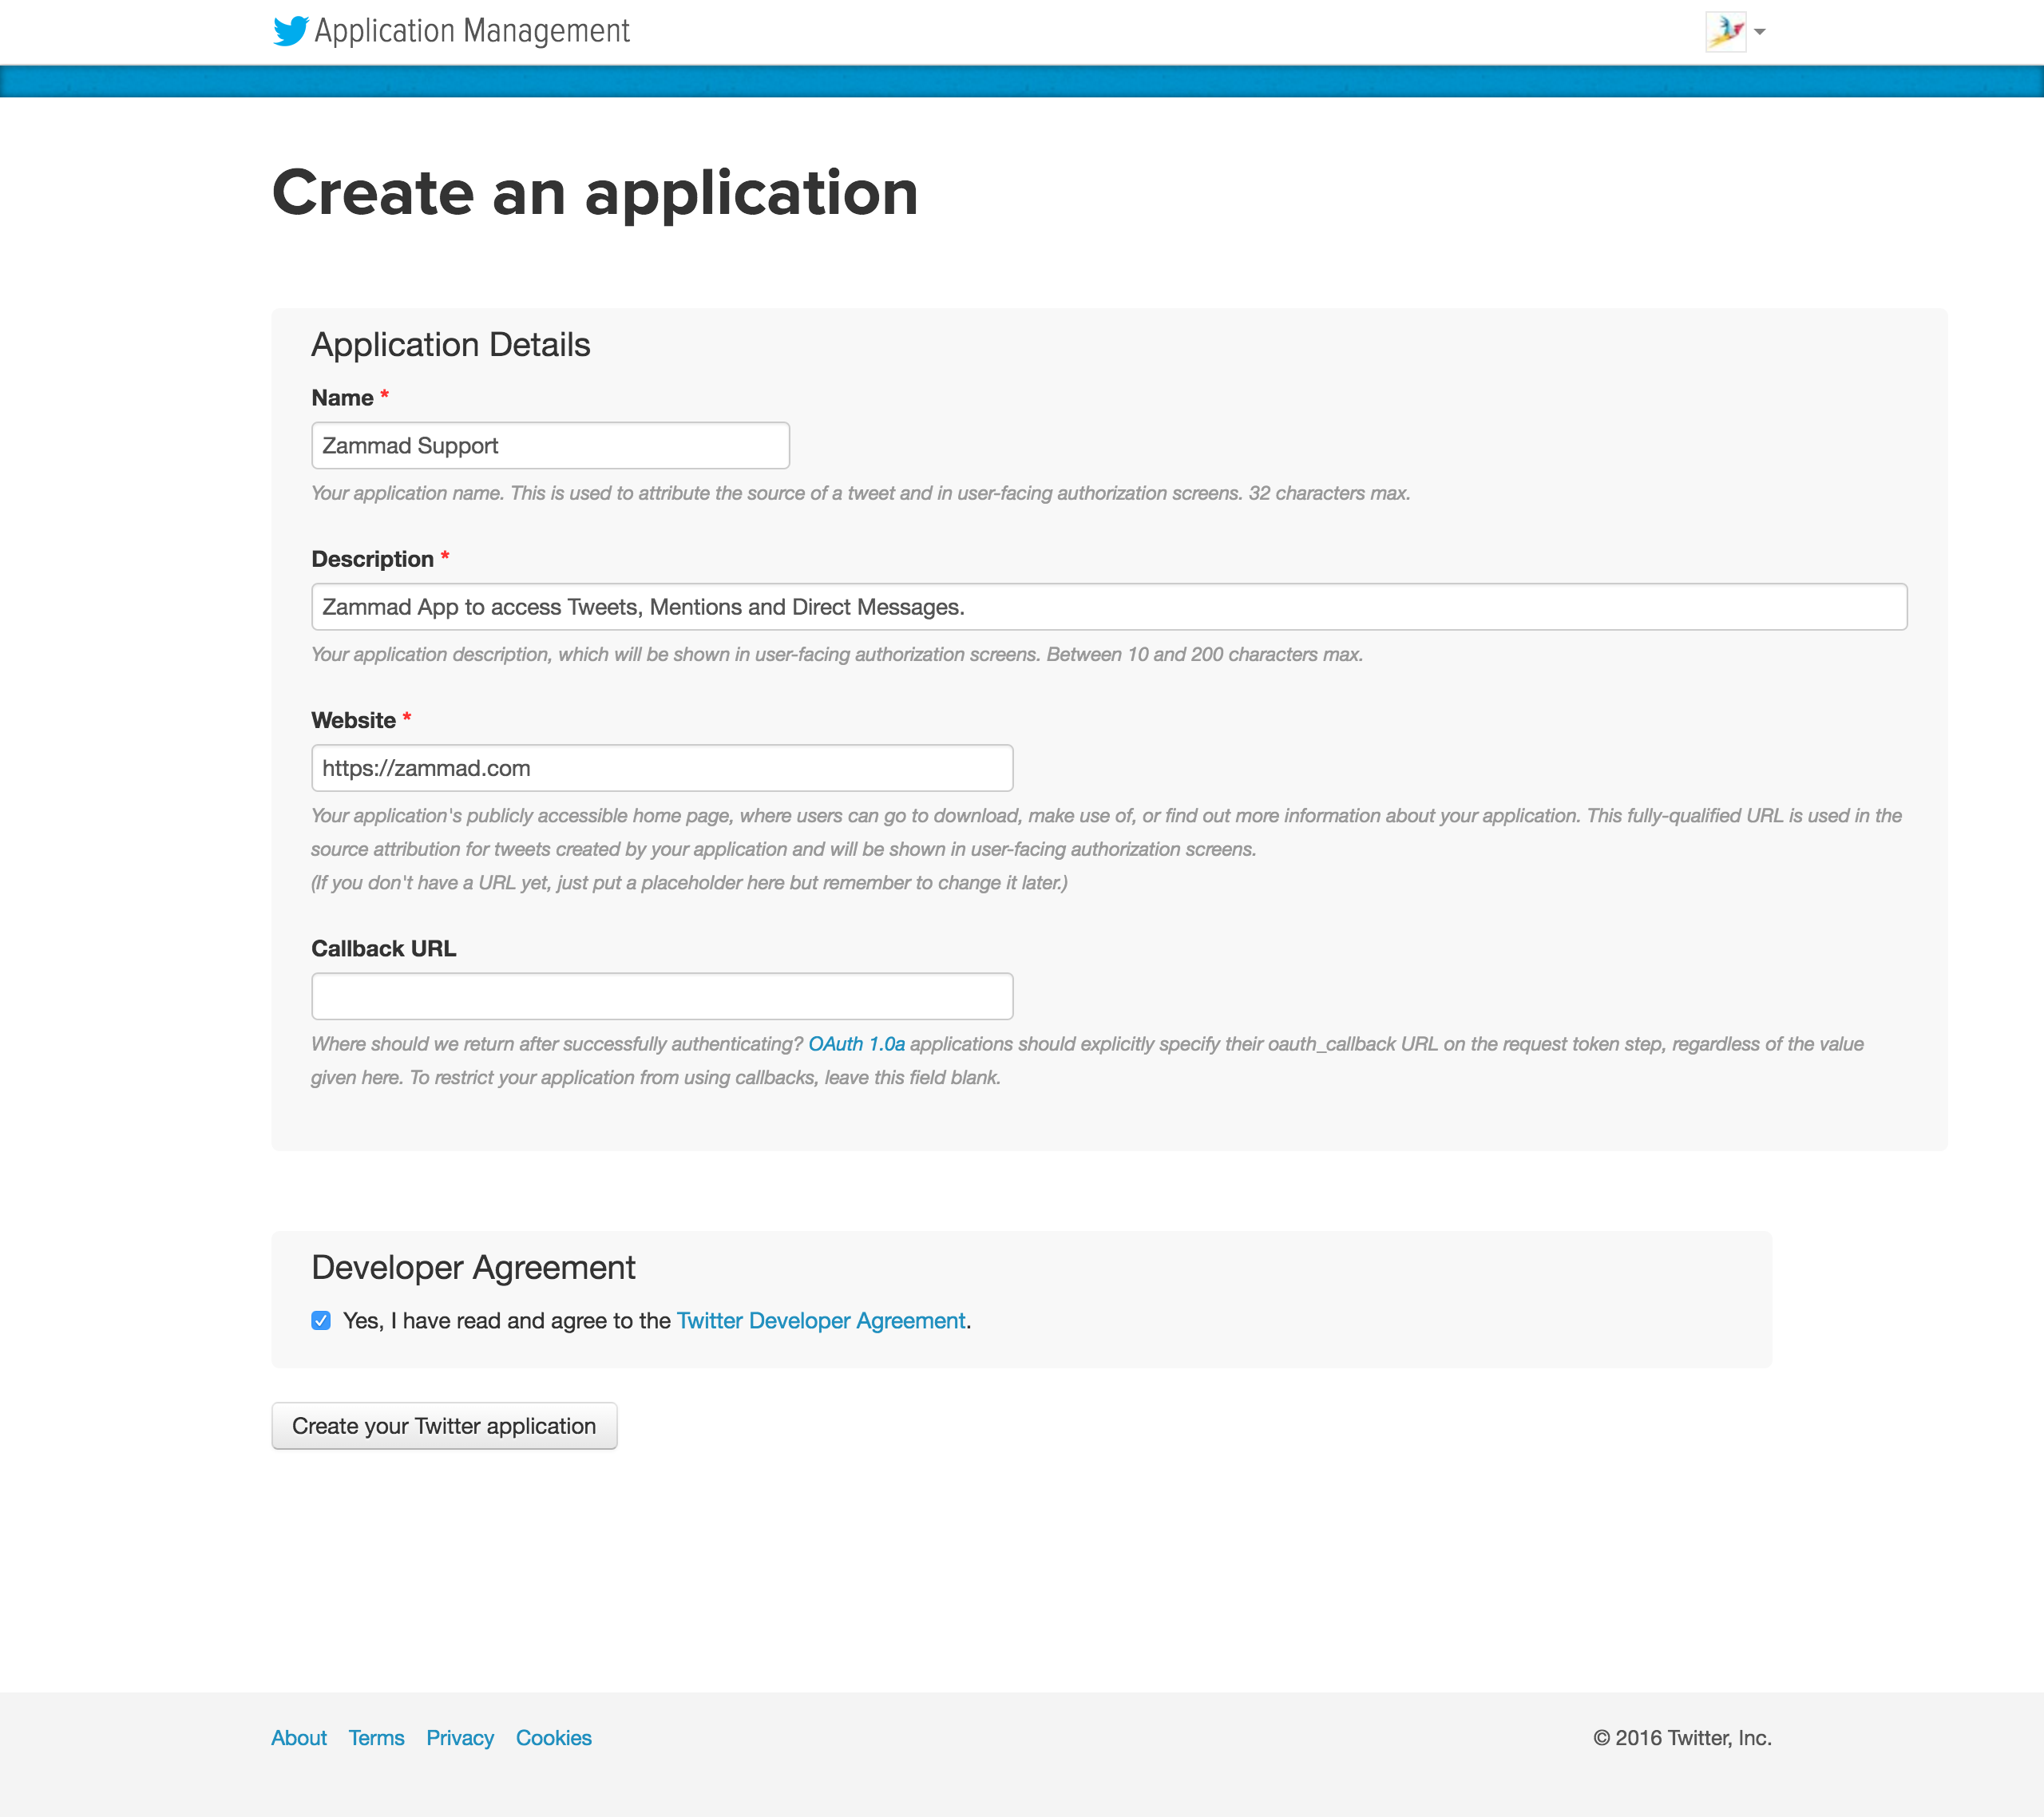 Application Management
Create an application
Application Details
Name *
Zammad Support
Your application name. This is used to attribute the source of a tweet and in user-facing authorization screens. 32 characters max.
Description *
Zammad App to access Tweets, Mentions and Direct Messages.
Your application description, which will be shown in user-facing authorization screens. Between 10 and 200 characters max.
Website *
https://zammad.com
Your application's publicly accessible home page, where users can go to download, make use of, or find out more information about your application. This fully-qualified URL is used in the
source attribution for tweets created by your application and will be shown in user-facing authorization screens.
(If you don't have a URL yet, just put a placeholder here but remember to change it later.)
Callback URL
Where should we return after successfully authenticating? OAuth 1.0a applications should explicitly specify their oauth_callback URL on the request token step, regardless of the value
given here. To restrict your application from using callbacks, leave this field blank.
Developer Agreement
Yes, I have read and agree to the Twitter Developer Agreement.
Create your Twitter application
About Terms Privacy Cookies © 2016 Twitter, Inc.